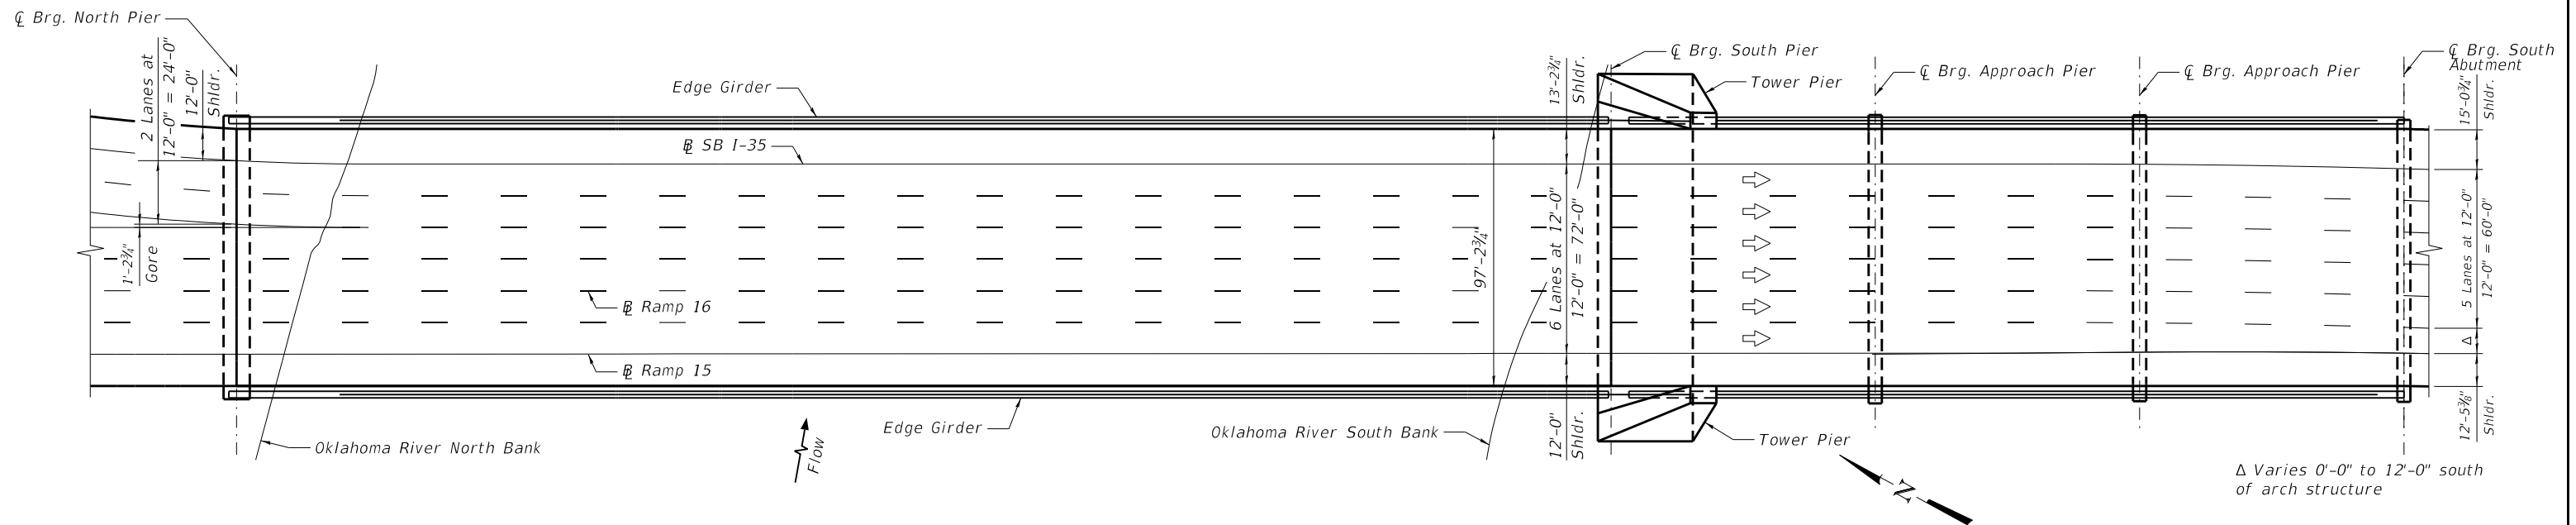 ℄ Brg. North Pier
2 Lanes at
12'-0" = 24'-0"
12'-0"
Shldr.
1'-2¾"
Gore
Edge Girder
℄ SB I-35
℄ Ramp 16
℄ Ramp 15
Edge Girder
Oklahoma River North Bank
Flow
Oklahoma River South Bank
97'-2¾"
13'-2¾"
Shldr.
6 Lanes at 12'-0"
12'-0" = 72'-0"
12'-0"
Shldr.
℄ Brg. South Pier
Tower Pier
Tower Pier
℄ Brg. Approach Pier
℄ Brg. Approach Pier
℄ Brg. South
Abutment
15'-0¾"
Shldr.
5 Lanes at 12'-0"
12'-0" = 60'-0"
Δ
12'-5⅜"
Shldr.
N
Δ Varies 0'-0" to 12'-0" south
of arch structure